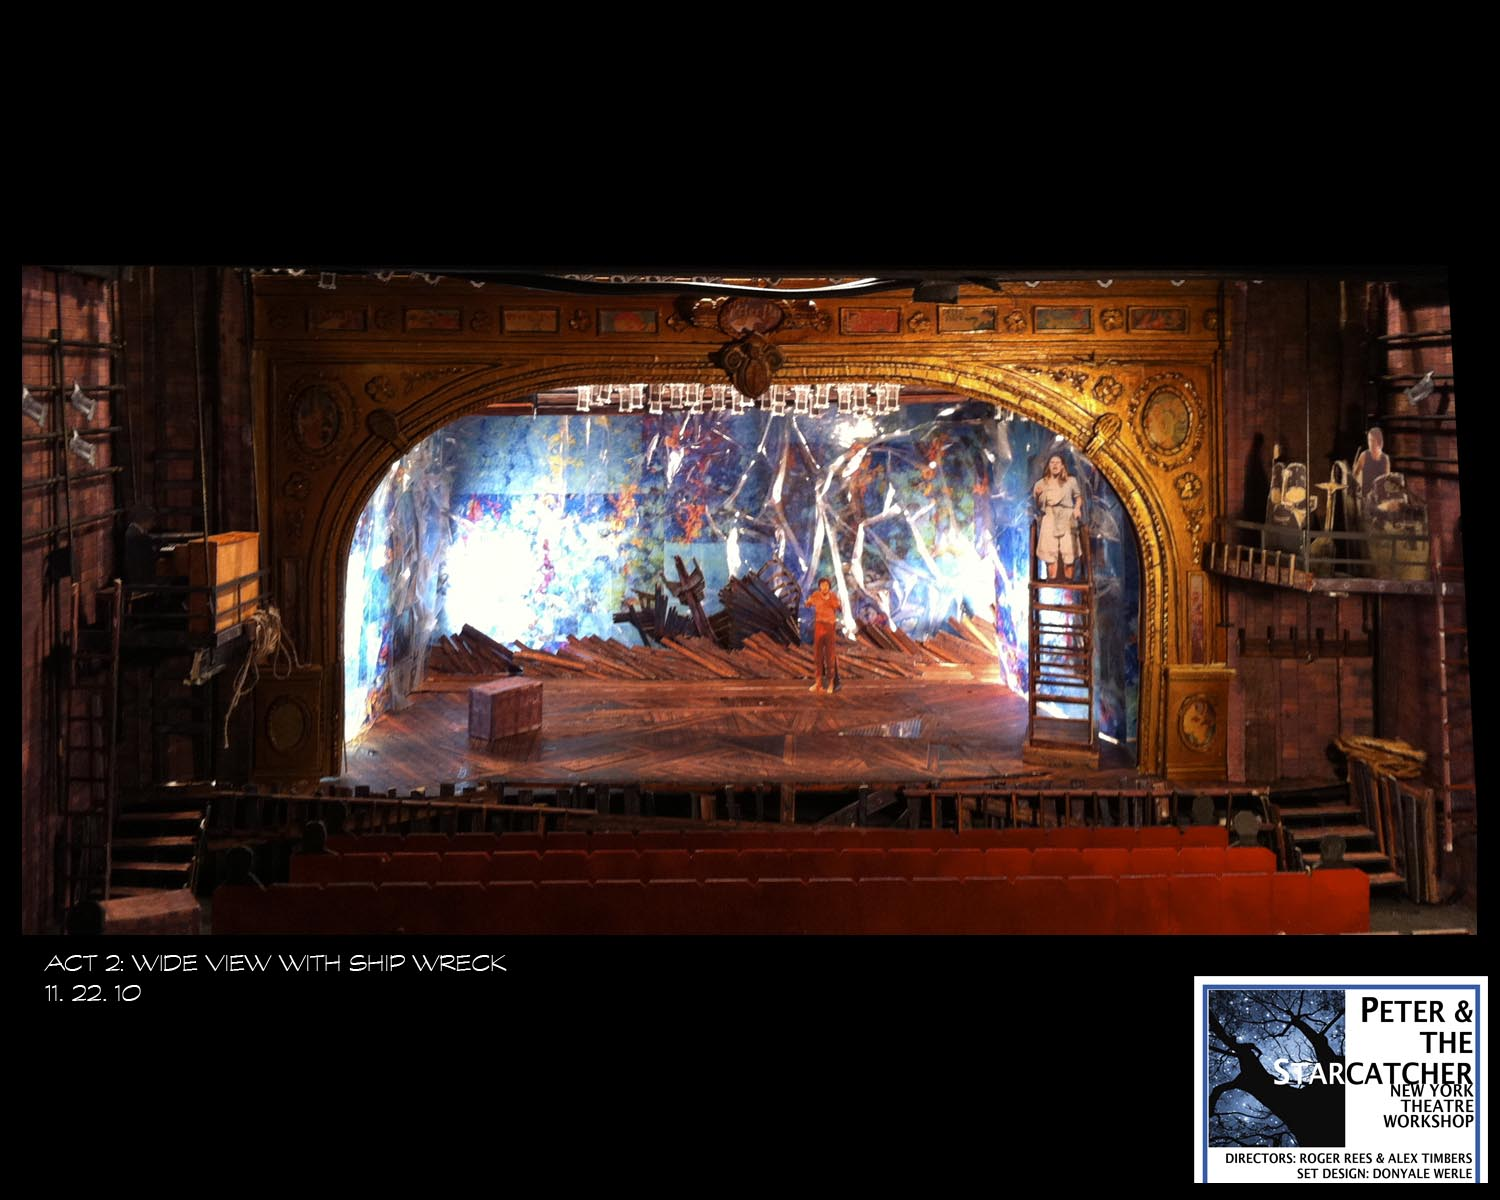 ACT 2: WIDE VIEW WITH SHIP WRECK
11. 22. 10
PETER &
THE
STARCATCHER
NEW YORK
THEATRE
WORKSHOP
DIRECTORS: ROGER REES & ALEX TIMBERS
SET DESIGN: DONYALE WERLE